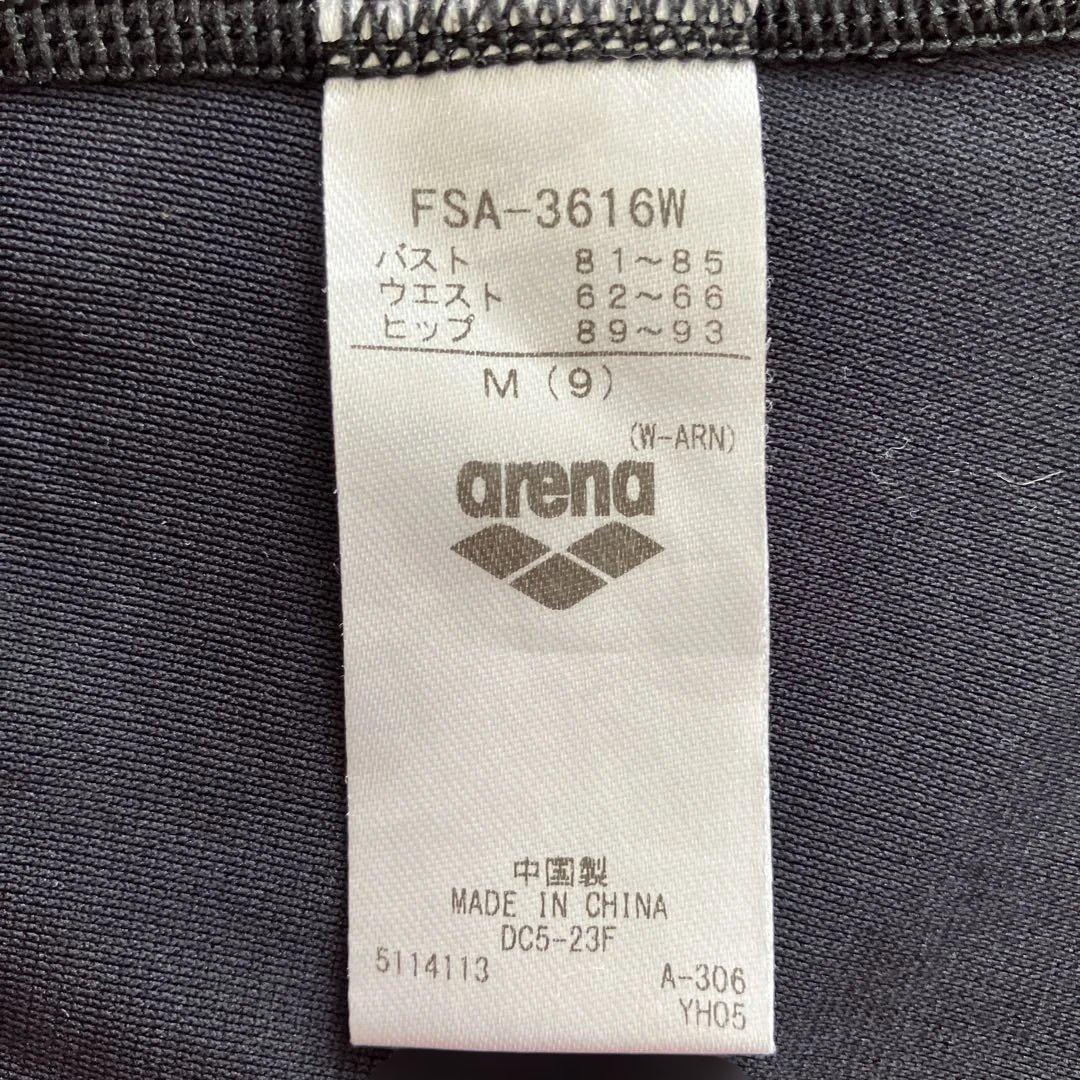 FSA-3616W
バスト 81〜85
ウエスト 62〜66
ヒップ 89〜93
M(9)
(W-ARN)
arena
中国製
MADE IN CHINA
DC5-23F
5114113
A-306
YH05